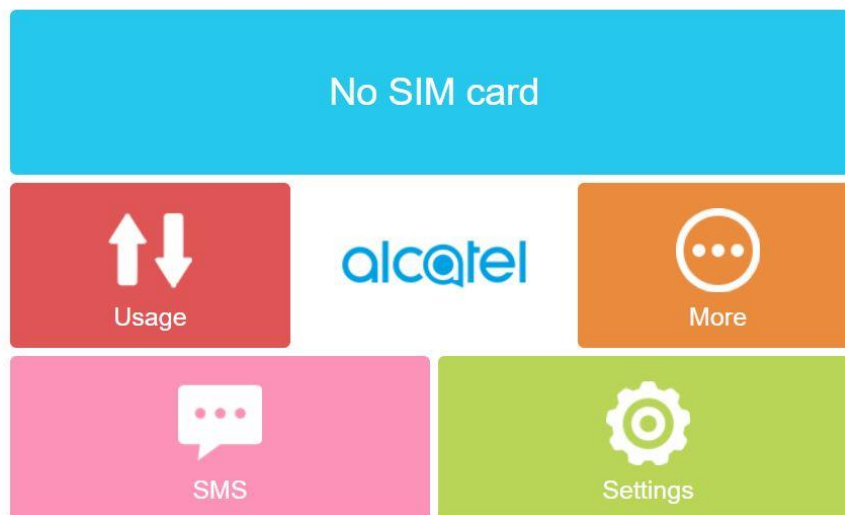 No SIM card
Usage
alcatel
More
SMS
Settings